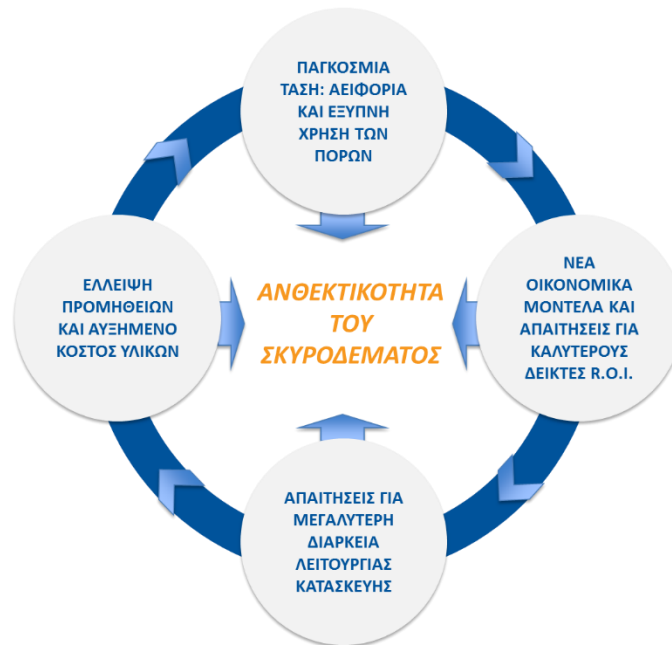 ΠΑΓΚΟΣΜΙΑ
ΤΑΣΗ: ΑΕΙΦΟΡΙΑ
ΚΑΙ ΕΞΥΠΝΗ
ΧΡΗΣΗ ΤΩΝ
ΠΟΡΩΝ
ΝΕΑ
ΟΙΚΟΝΟΜΙΚΑ
ΜΟΝΤΕΛΑ ΚΑΙ
ΑΠΑΙΤΗΣΕΙΣ ΓΙΑ
ΚΑΛΥΤΕΡΟΥΣ
ΔΕΙΚΤΕΣ R.O.I.
ΑΠΑΙΤΗΣΕΙΣ ΓΙΑ
ΜΕΓΑΛΥΤΕΡΗ
ΔΙΑΡΚΕΙΑ
ΛΕΙΤΟΥΡΓΙΑΣ
ΚΑΤΑΣΚΕΥΗΣ
ΕΛΛΕΙΨΗ
ΠΡΟΜΗΘΕΙΩΝ
ΚΑΙ ΑΥΞΗΜΕΝΟ
ΚΟΣΤΟΣ ΥΛΙΚΩΝ
ΑΝΘΕΚΤΙΚΟΤΗΤΑ
ΤΟΥ
ΣΚΥΡΟΔΕΜΑΤΟΣ